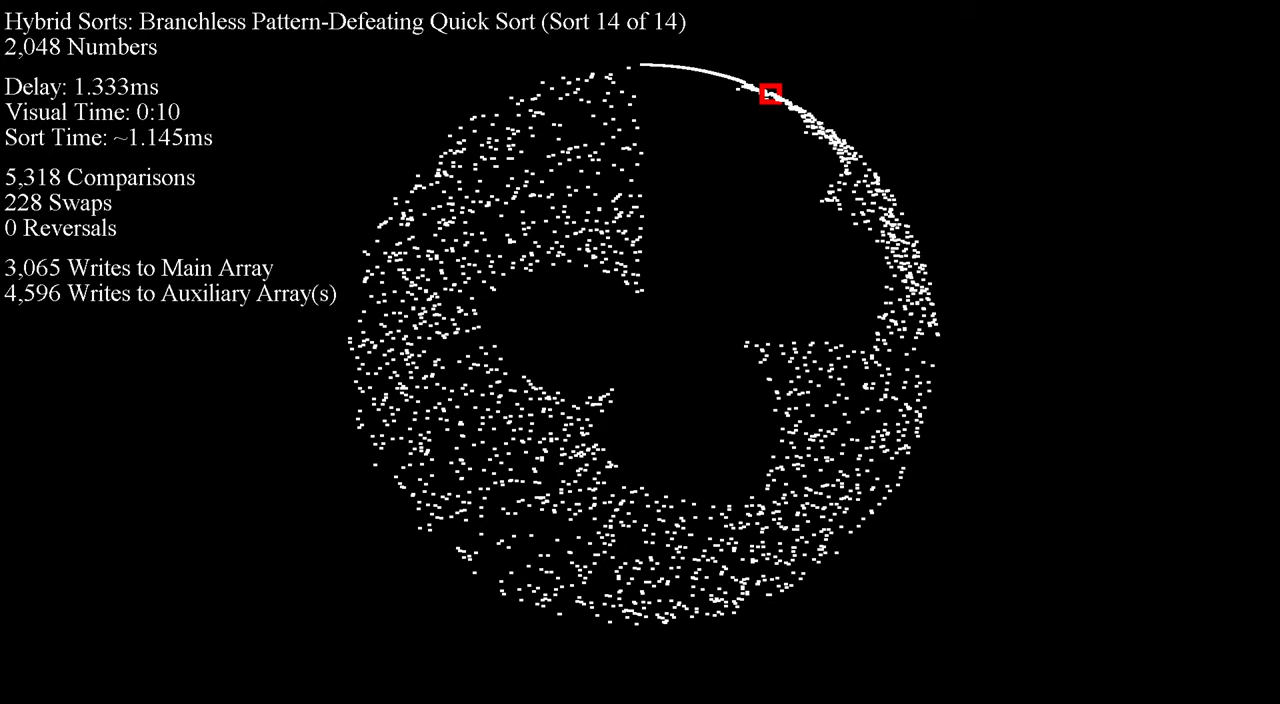 Hybrid Sorts: Branchless Pattern-Defeating Quick Sort (Sort 14 of 14)
2,048 Numbers
Delay: 1.333ms
Visual Time: 0:10
Sort Time: ~1.145ms
5,318 Comparisons
228 Swaps
0 Reversals
3,065 Writes to Main Array
4,596 Writes to Auxiliary Array(s)